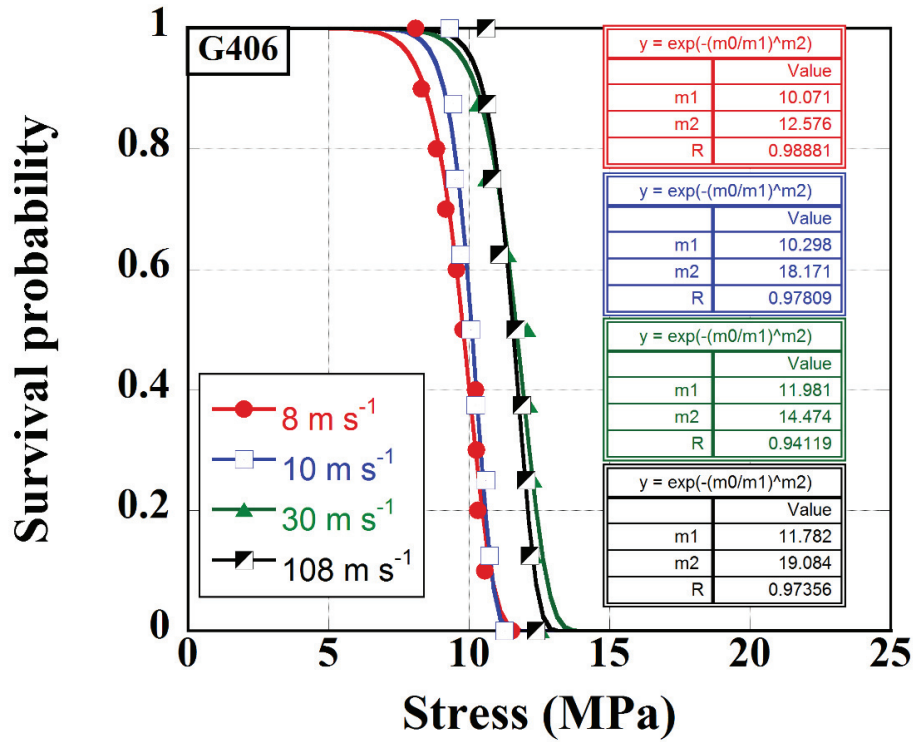 G406
Survival probability
1
0.8
0.6
0.4
0.2
0
0
5
10
15
20
25
Stress (MPa)
8 m s⁻¹
10 m s⁻¹
30 m s⁻¹
108 m s⁻¹
y = exp(-(m0/m1)^m2)
Value
m1 10.071
m2 12.576
R 0.98881
y = exp(-(m0/m1)^m2)
Value
m1 10.298
m2 18.171
R 0.97809
y = exp(-(m0/m1)^m2)
Value
m1 11.981
m2 14.474
R 0.94119
y = exp(-(m0/m1)^m2)
Value
m1 11.782
m2 19.084
R 0.97356